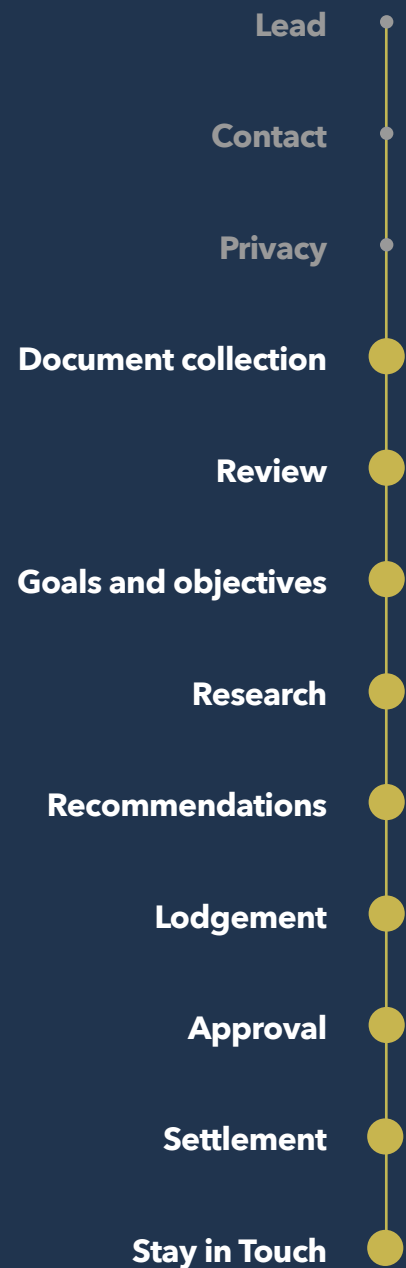 Lead
Contact
Privacy
Document collection
Review
Goals and objectives
Research
Recommendations
Lodgement
Approval
Settlement
Stay in Touch